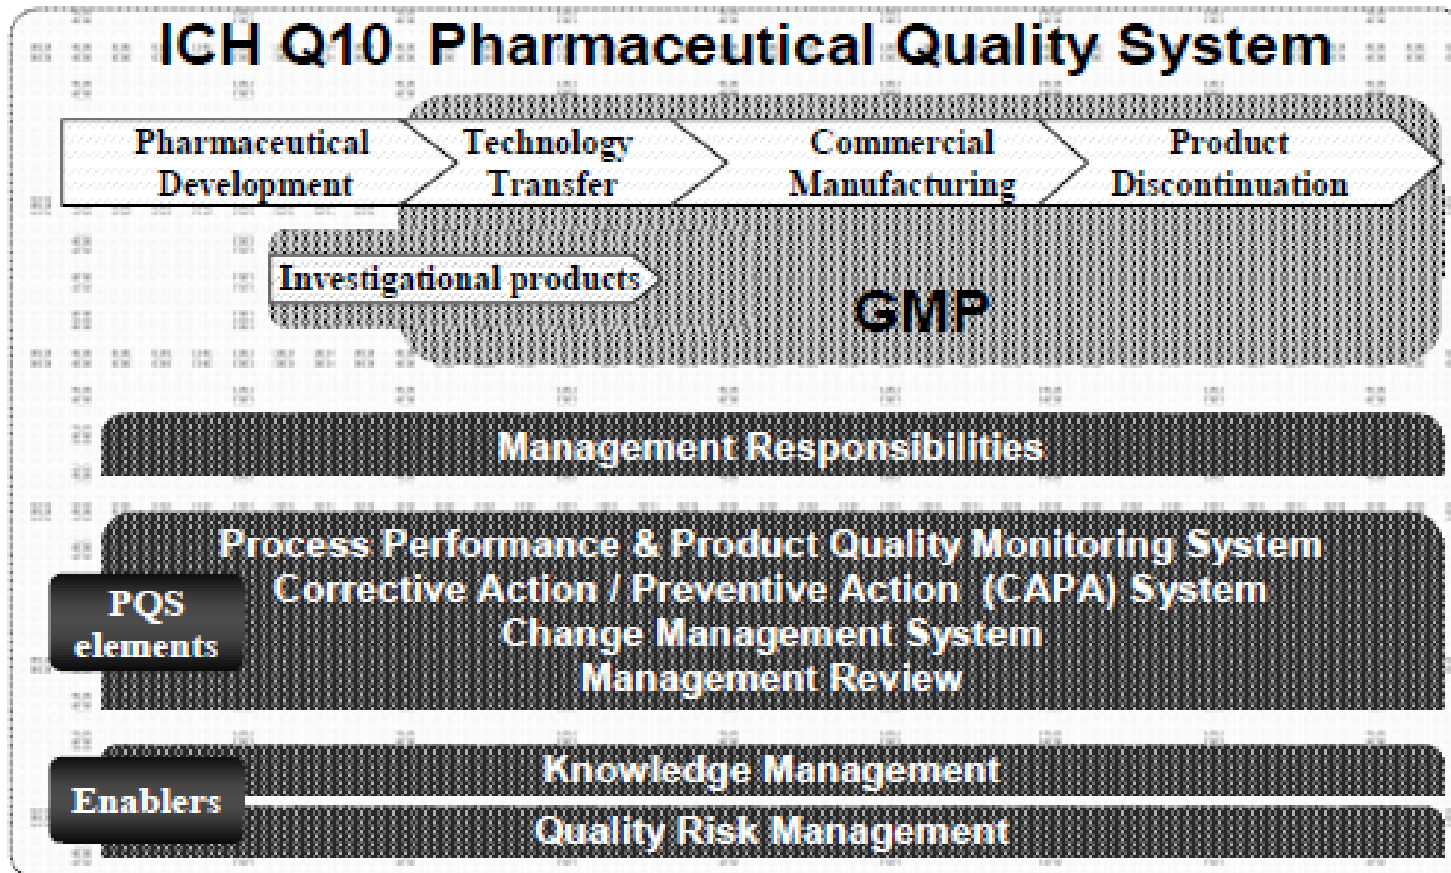 ICH Q10 Pharmaceutical Quality System
Pharmaceutical
Development
Technology
Transfer
Commercial
Manufacturing
Product
Discontinuation
Investigational products
GMP
Management Responsibilities
PQS
elements
Process Performance & Product Quality Monitoring System
Corrective Action / Preventive Action (CAPA) System
Change Management System
Management Review
Enablers
Knowledge Management
Quality Risk Management